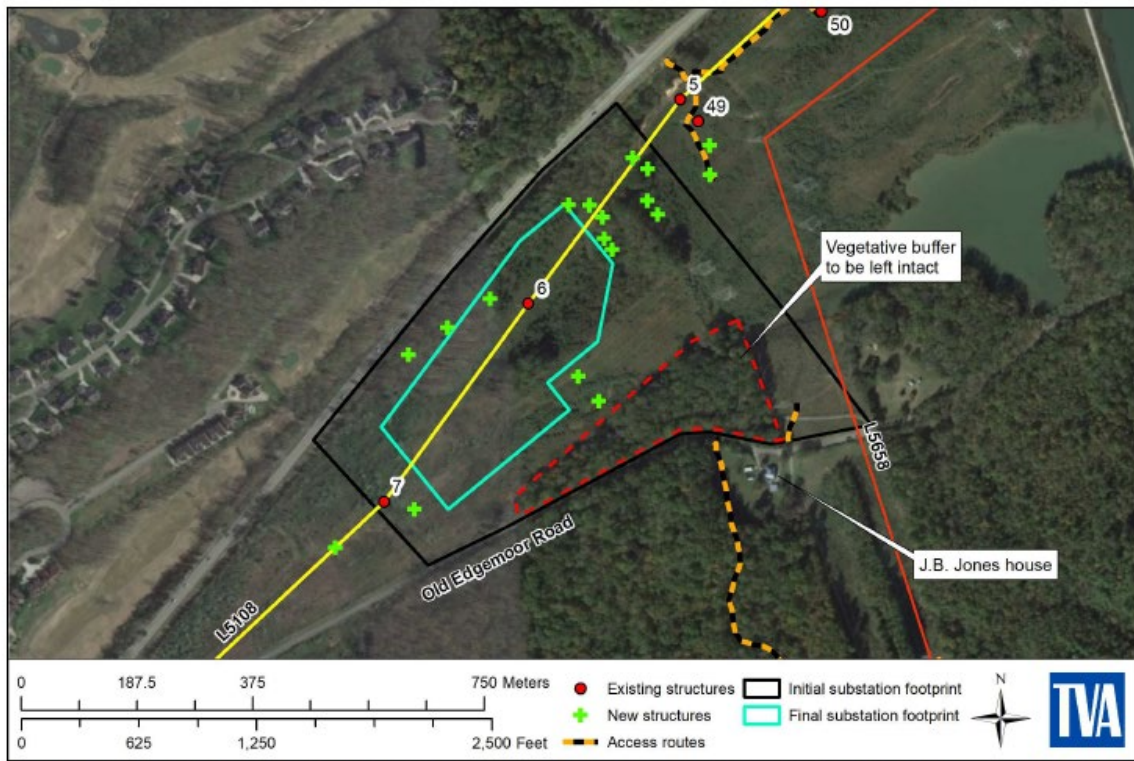 50
5
49
Vegetative buffer
to be left intact
6
L5658
7
Old Edgemoor Road
J.B. Jones house
L5108
0 187.5 375 750 Meters
0 625 1,250 2,500 Feet
Existing structures
New structures
Access routes
Initial substation footprint
Final substation footprint
N
TVA